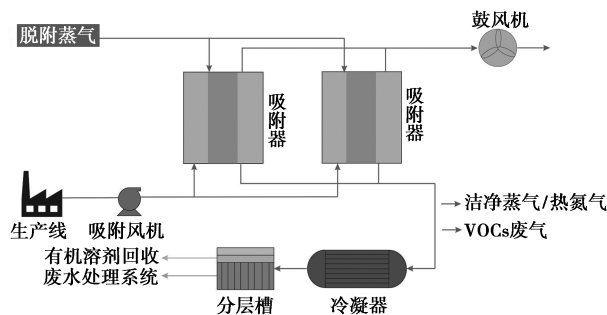 鼓风机
脱附蒸气
吸附器
吸附器
洁净蒸气/热氮气
生产线
吸附风机
VOCs废气
有机溶剂回收
废水处理系统
分层槽
冷凝器